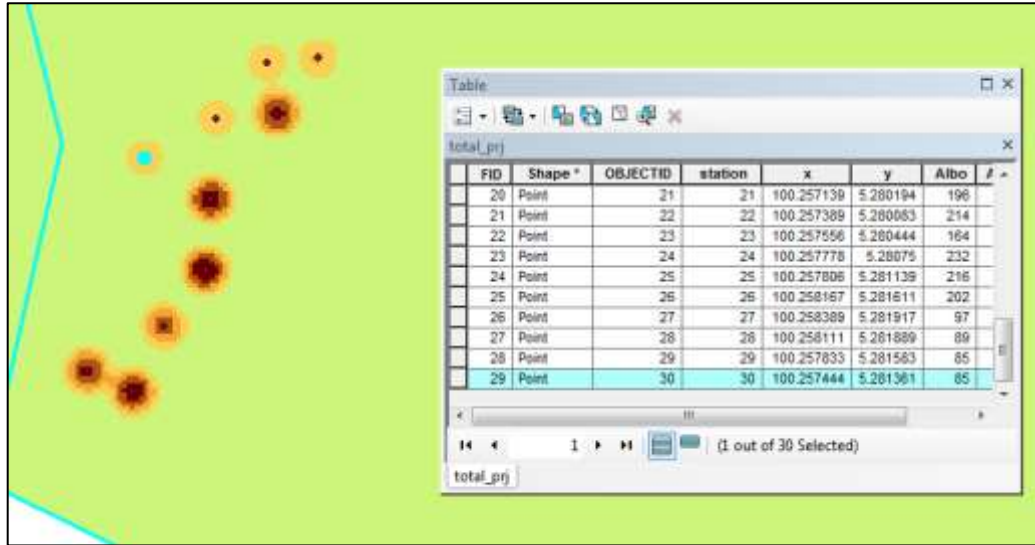 Table
total_prj
FID Shape * OBJECTID station x y Albo
20 Point 21 21 100.257139 5.280194 196
21 Point 22 22 100.257389 5.280083 214
22 Point 23 23 100.257556 5.280444 164
23 Point 24 24 100.257778 5.28075 232
24 Point 25 25 100.257806 5.281139 216
25 Point 26 26 100.258167 5.281611 202
26 Point 27 27 100.258389 5.281917 97
27 Point 28 28 100.258111 5.281889 89
28 Point 29 29 100.257833 5.281583 85
29 Point 30 30 100.257444 5.281361 85
1 (1 out of 30 Selected)
total_prj